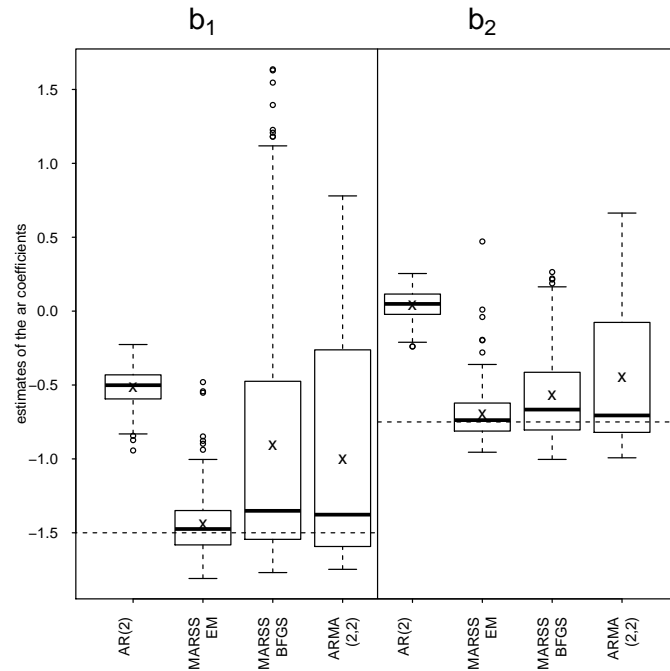 b1
b2
estimates of the ar coefficients
1.5
1.0
0.5
0.0
−0.5
−1.0
−1.5
x
x
x
x
x
x
x
x
AR(2)
MARSS
EM
MARSS
BFGS
ARMA
(2,2)
AR(2)
MARSS
EM
MARSS
BFGS
ARMA
(2,2)